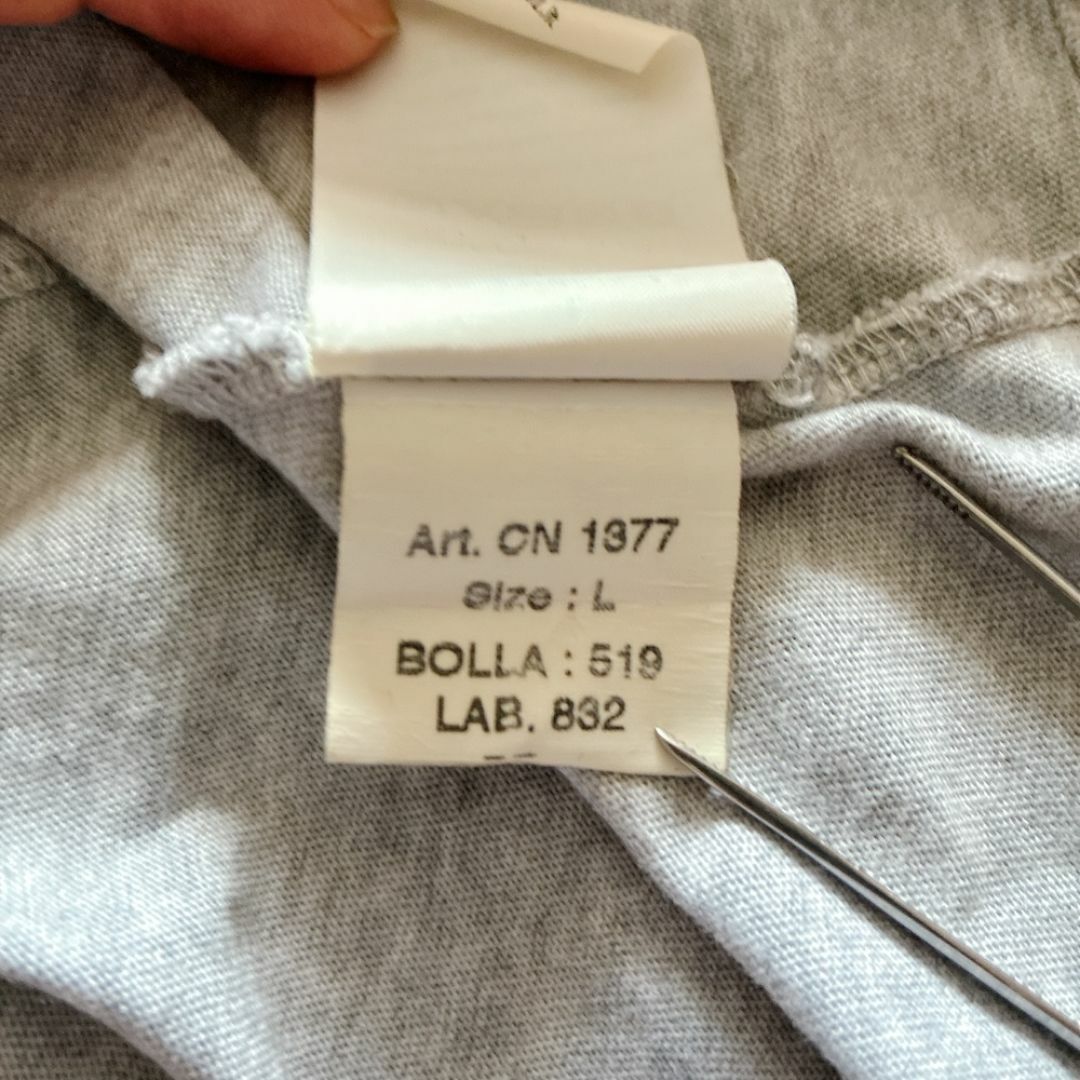 Art. CN 1377
Size : L
BOLLA : 519
LAB. 832